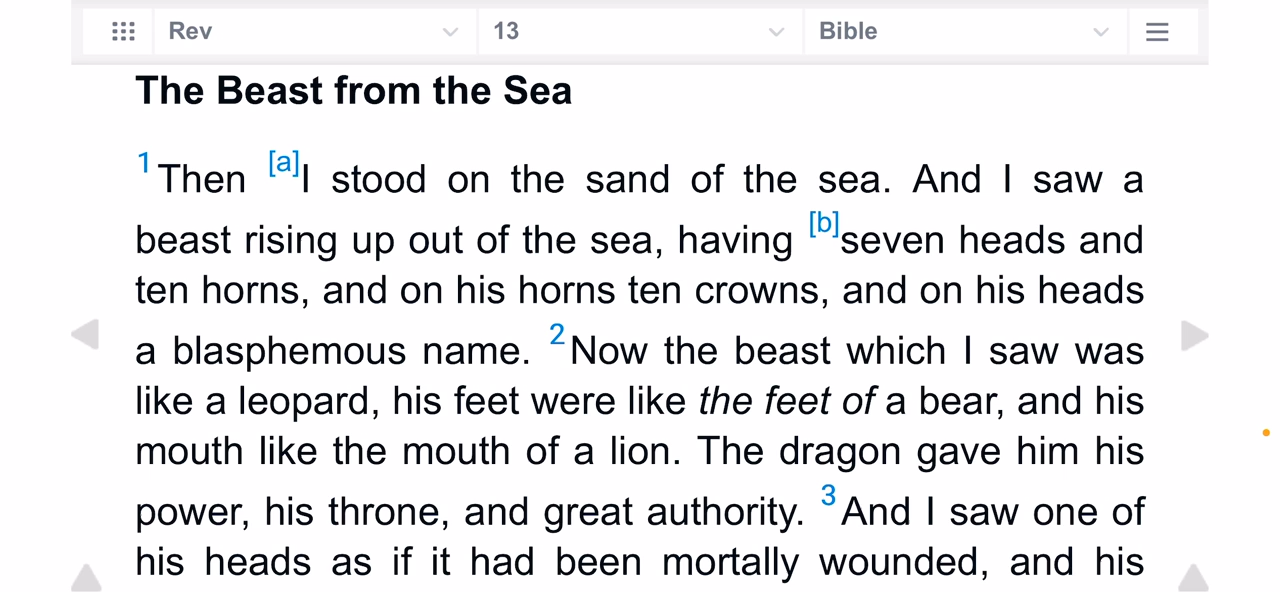 Rev 13 Bible
The Beast from the Sea
1 Then [a]I stood on the sand of the sea. And I saw a
beast rising up out of the sea, having [b]seven heads and
ten horns, and on his horns ten crowns, and on his heads
a blasphemous name. 2 Now the beast which I saw was
like a leopard, his feet were like the feet of a bear, and his
mouth like the mouth of a lion. The dragon gave him his
power, his throne, and great authority. 3 And I saw one of
his heads as if it had been mortally wounded, and his